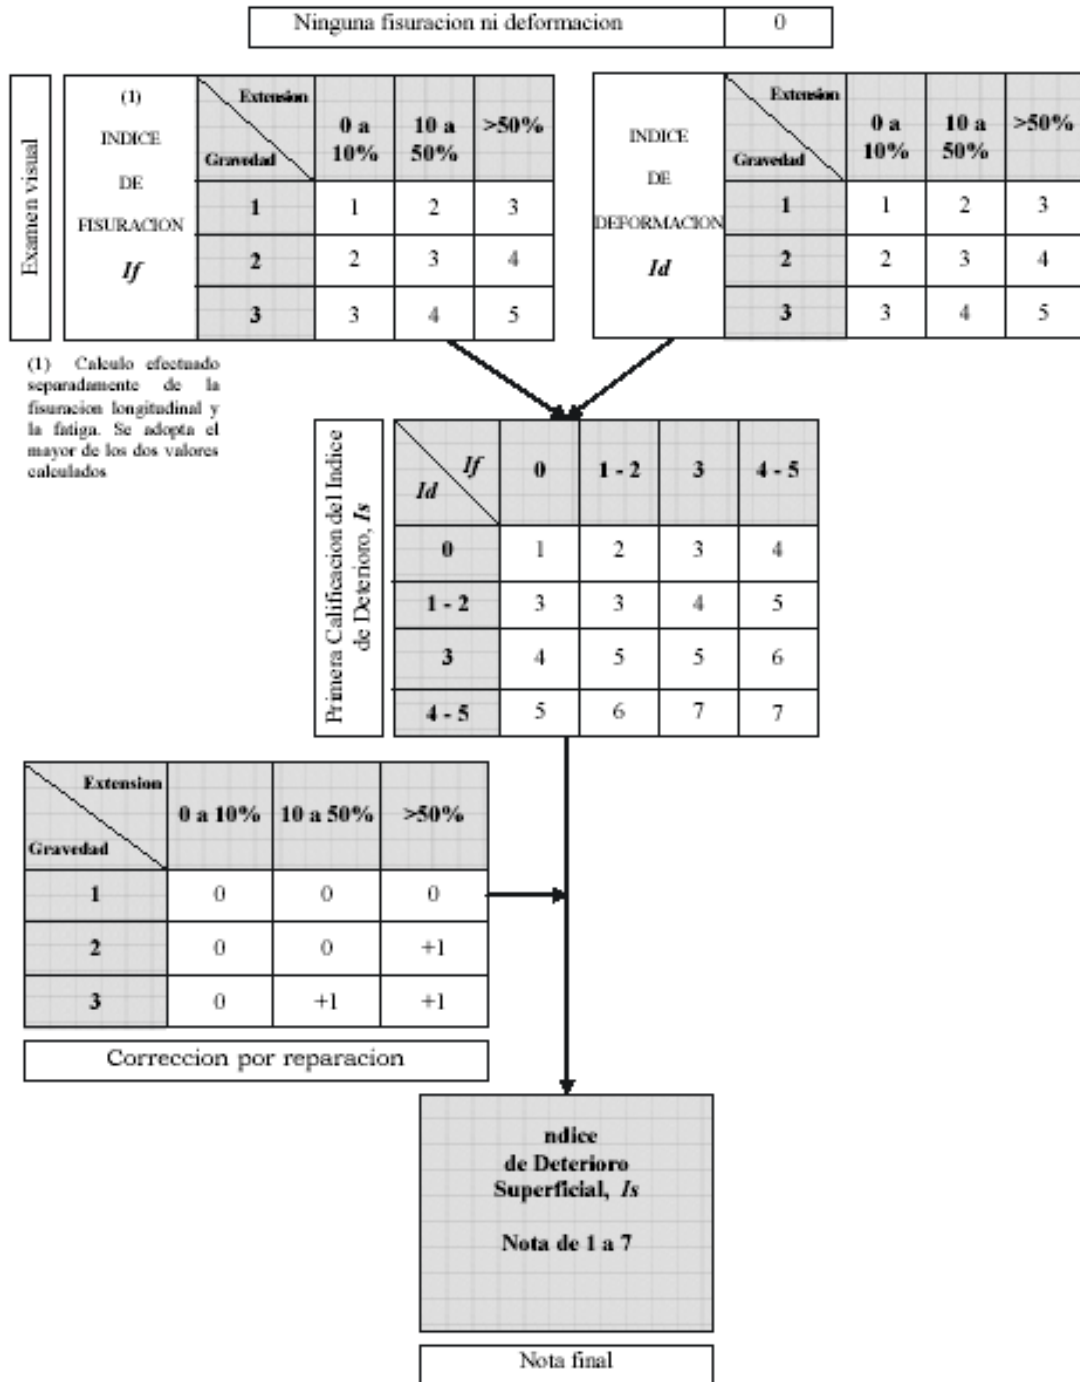 Ninguna fisuracion ni deformacion 0
Examen visual
(1)
INDICE
DE
FISURACION
If
Extension
Gravedad
0 a 10% 10 a 50% >50%
1 1 2 3
2 2 3 4
3 3 4 5
INDICE
DE
DEFORMACION
Id
Extension
Gravedad
0 a 10% 10 a 50% >50%
1 1 2 3
2 2 3 4
3 3 4 5
(1) Calculo efectuado
separadamente de la
fisuracion longitudinal y
la fatiga. Se adopta el
mayor de los dos valores
calculados
Primera Calificacion del Indice
de Deterioro, Is
If
Id
0 1 - 2 3 4 - 5
0 1 2 3 4
1 - 2 3 3 4 5
3 4 5 5 6
4 - 5 5 6 7 7
Extension
Gravedad
0 a 10% 10 a 50% >50%
1 0 0 0
2 0 0 +1
3 0 +1 +1
Correccion por reparacion
ndice
de Deterioro
Superficial, Is
Nota de 1 a 7
Nota final